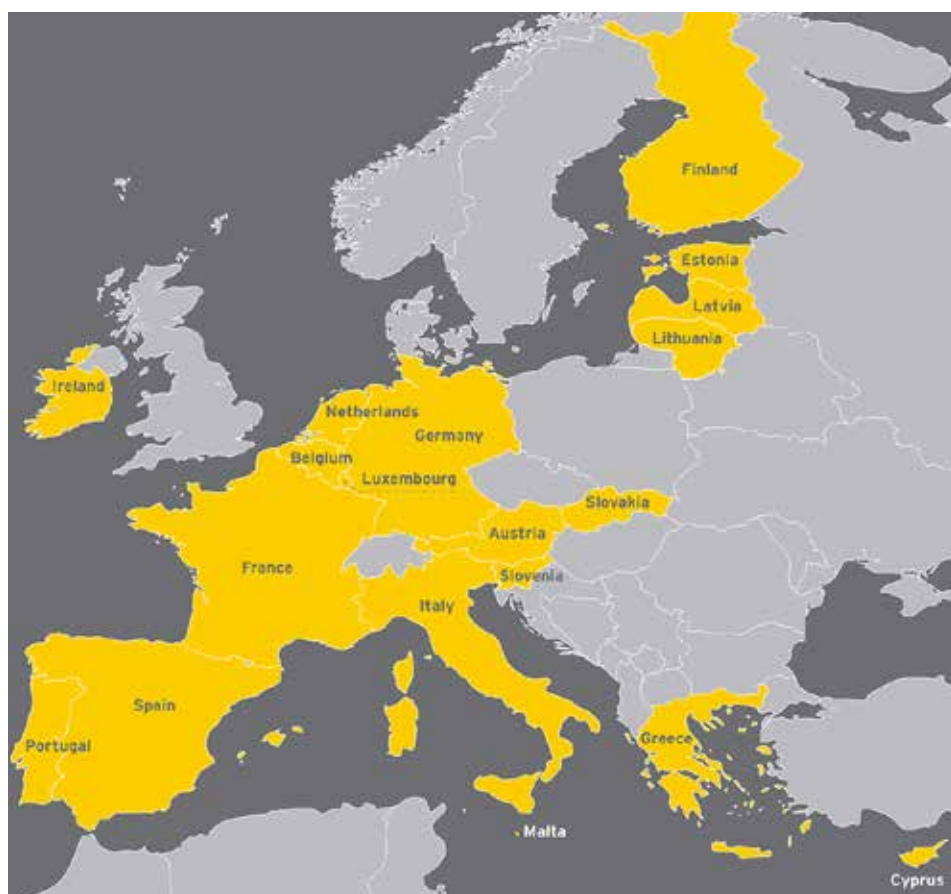 Finland
Estonia
Latvia
Lithuania
Ireland
Netherlands
Germany
Belgium
Luxembourg
Slovakia
Austria
France
Slovenia
Italy
Spain
Portugal
Greece
Malta
Cyprus